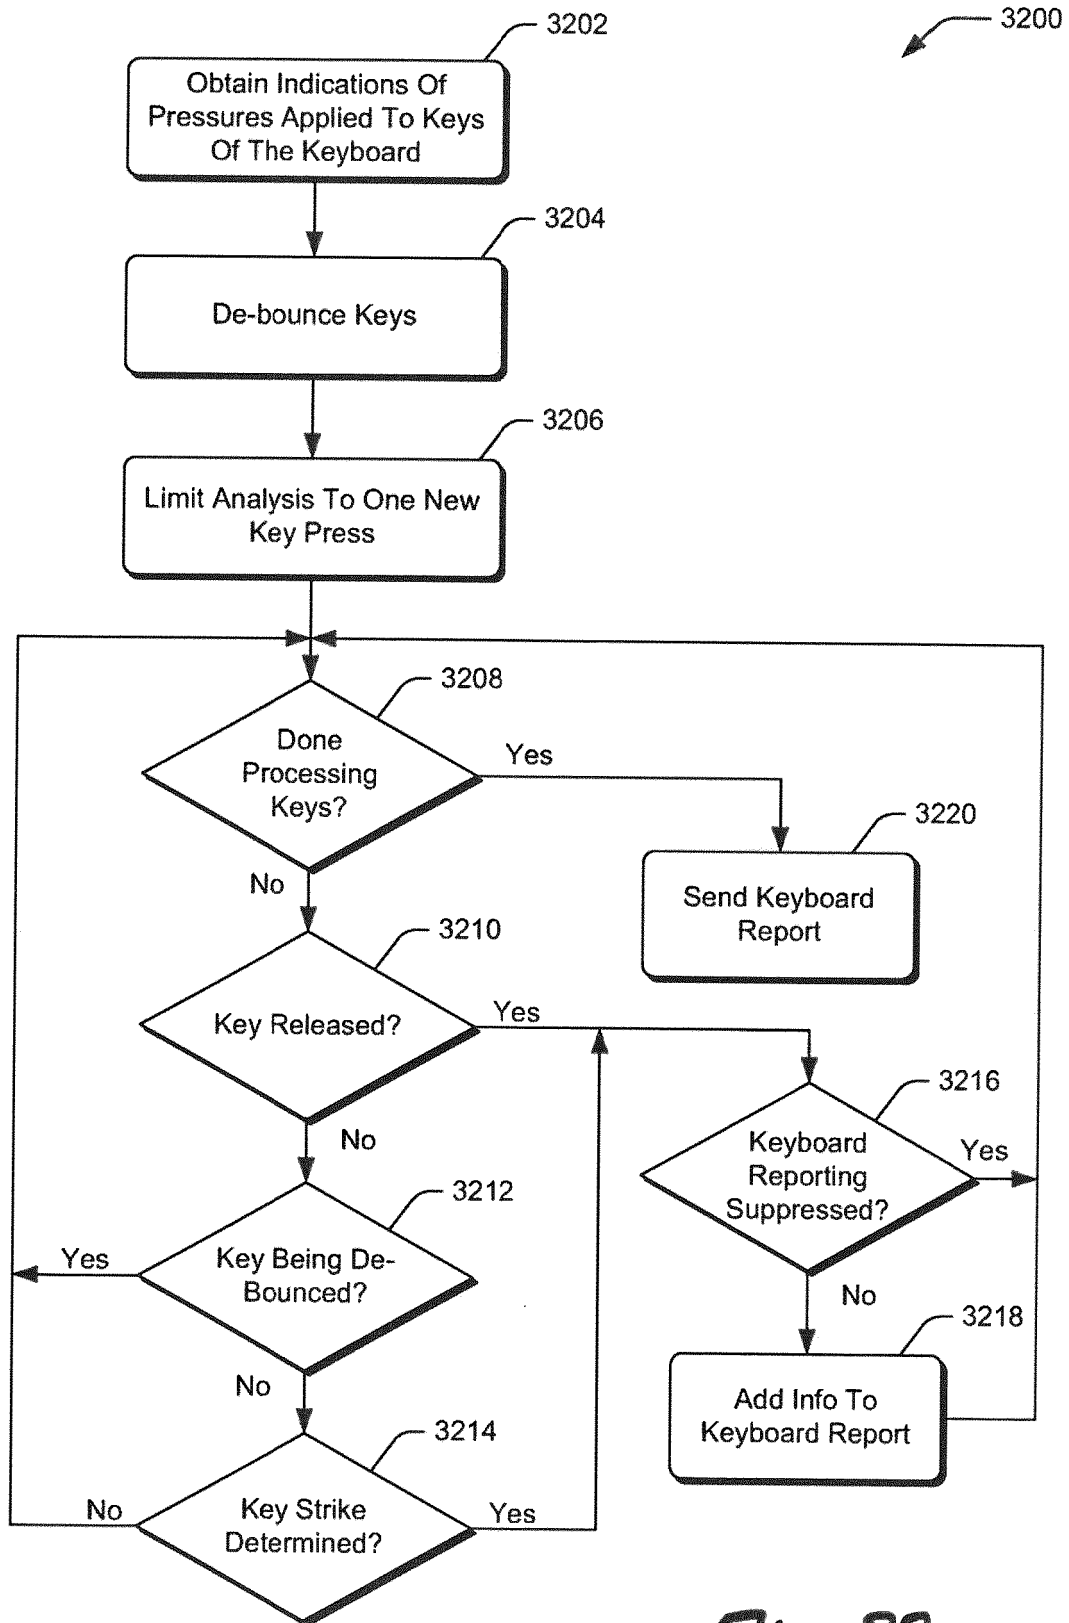 3200
3202
Obtain Indications Of
Pressures Applied To Keys
Of The Keyboard
3204
De-bounce Keys
3206
Limit Analysis To One New
Key Press
3208
Done
Processing
Keys?
Yes
No
3220
Send Keyboard
Report
3210
Key Released?
Yes
No
3216
Keyboard
Reporting
Suppressed?
Yes
No
3212
Key Being De-
Bounced?
Yes
No
3218
Add Info To
Keyboard Report
3214
Key Strike
Determined?
No
Yes